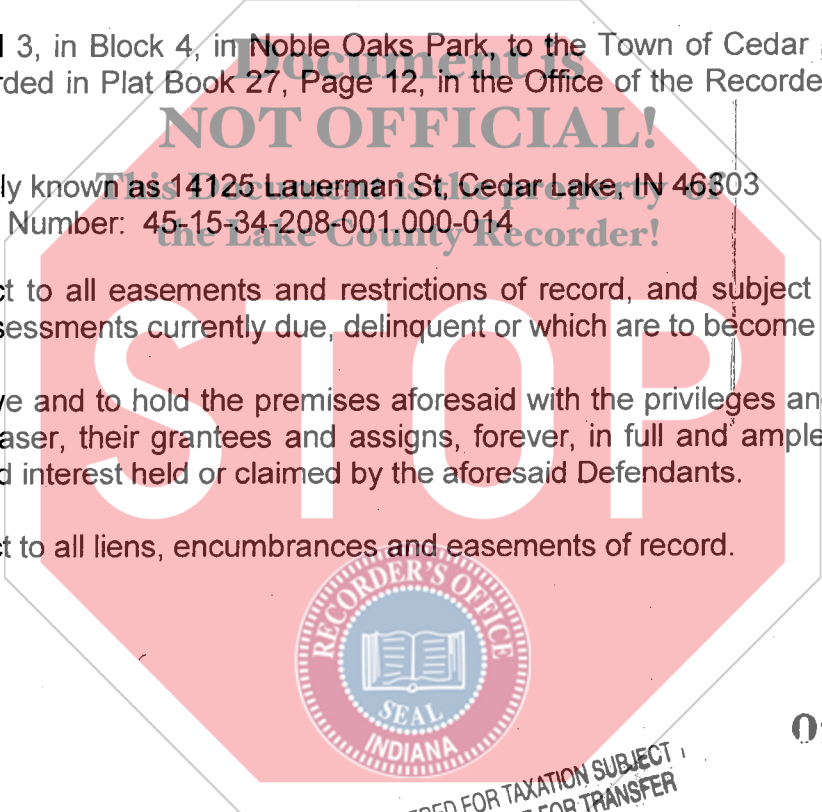 3, in Block 4, in Noble Oaks Park, to the Town of Cedar
Document is
rded in Plat Book 27, Page 12, in the Office of the Recorde
NOT OFFICIAL!
ly known as 14125 Lauerman St, Cedar Lake, IN 46303
This Document is the property of
Number: 45-15-34-208-001.000-014
the Lake County Recorder!
ct to all easements and restrictions of record, and subject
sessments currently due, delinquent or which are to become
STOP
ve and to hold the premises aforesaid with the privileges an
aser, their grantees and assigns, forever, in full and ample
d interest held or claimed by the aforesaid Defendants.
ct to all liens, encumbrances and easements of record.
RECORDER'S OFFICE
SEAL
INDIANA
RED FOR TAXATION SUBJECT
FOR TRANSFER